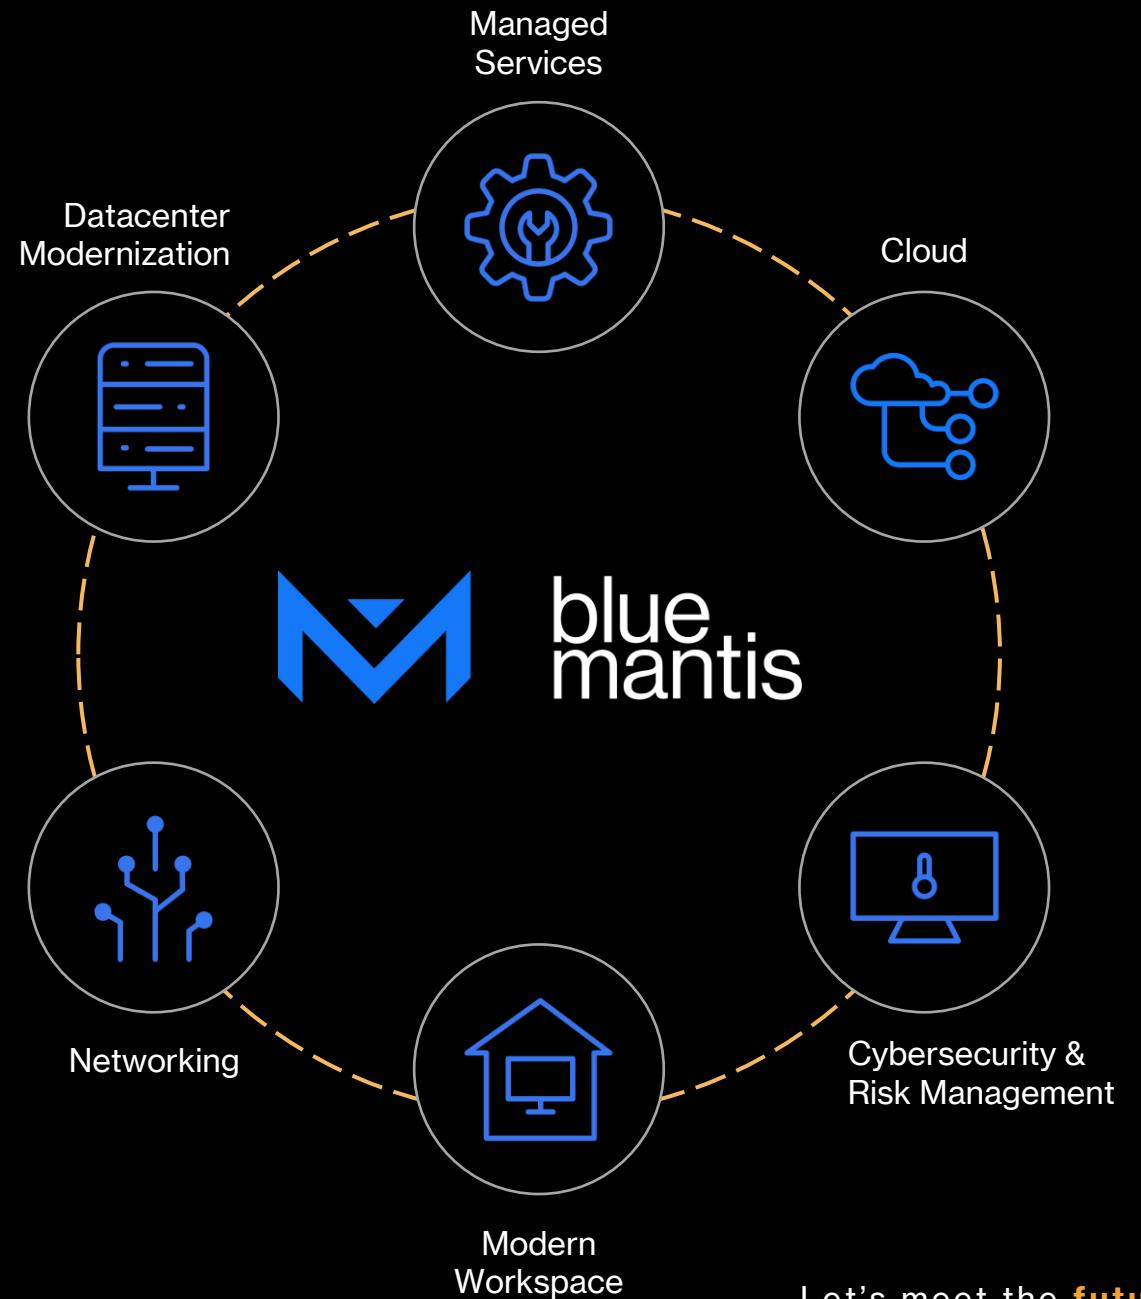 Managed
Services
Datacenter
Modernization
Cloud
blue
mantis
Networking
Cybersecurity &
Risk Management
Modern
Workspace
Let's meet the